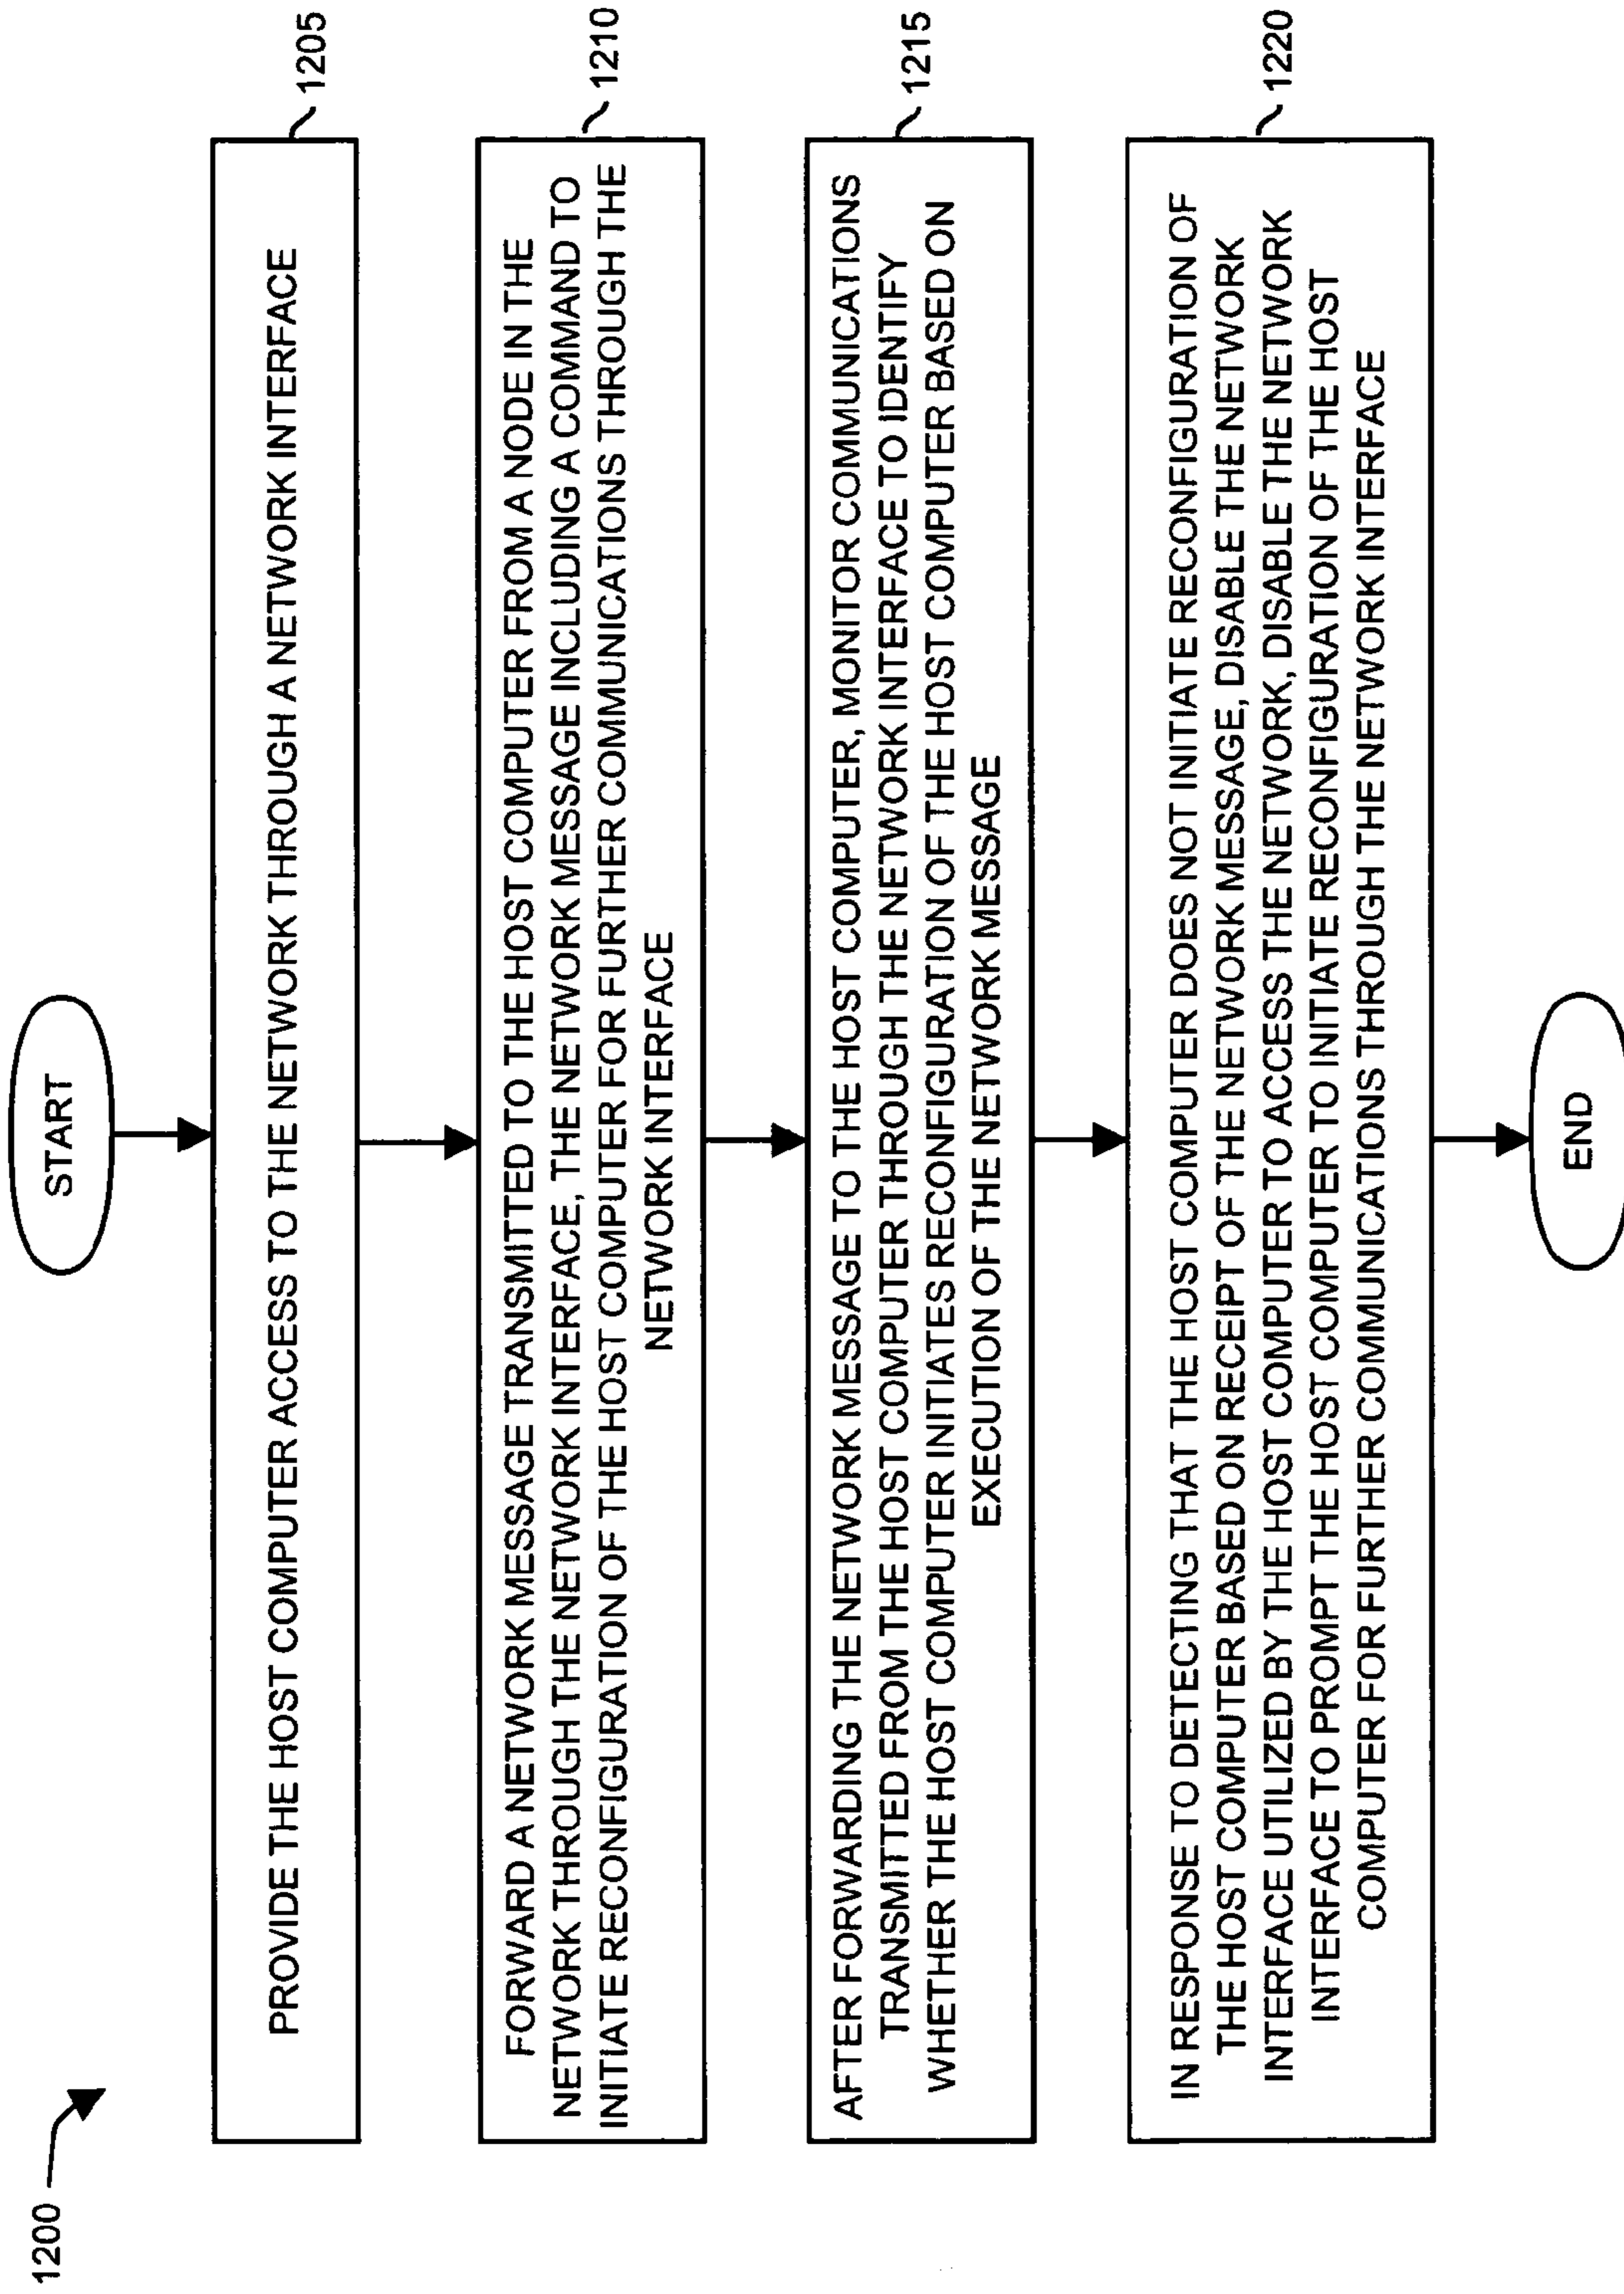 1200
START
PROVIDE THE HOST COMPUTER ACCESS TO THE NETWORK THROUGH A NETWORK INTERFACE
1205
FORWARD A NETWORK MESSAGE TRANSMITTED TO THE HOST COMPUTER FROM A NODE IN THE
NETWORK THROUGH THE NETWORK INTERFACE, THE NETWORK MESSAGE INCLUDING A COMMAND TO
INITIATE RECONFIGURATION OF THE HOST COMPUTER FOR FURTHER COMMUNICATIONS THROUGH THE
NETWORK INTERFACE
1210
AFTER FORWARDING THE NETWORK MESSAGE TO THE HOST COMPUTER, MONITOR COMMUNICATIONS
TRANSMITTED FROM THE HOST COMPUTER THROUGH THE NETWORK INTERFACE TO IDENTIFY
WHETHER THE HOST COMPUTER INITIATES RECONFIGURATION OF THE HOST COMPUTER BASED ON
EXECUTION OF THE NETWORK MESSAGE
1215
IN RESPONSE TO DETECTING THAT THE HOST COMPUTER DOES NOT INITIATE RECONFIGURATION OF
THE HOST COMPUTER BASED ON RECEIPT OF THE NETWORK MESSAGE, DISABLE THE NETWORK
INTERFACE UTILIZED BY THE HOST COMPUTER TO ACCESS THE NETWORK, DISABLE THE NETWORK
INTERFACE TO PROMPT THE HOST COMPUTER TO INITIATE RECONFIGURATION OF THE HOST
COMPUTER FOR FURTHER COMMUNICATIONS THROUGH THE NETWORK INTERFACE
1220
END